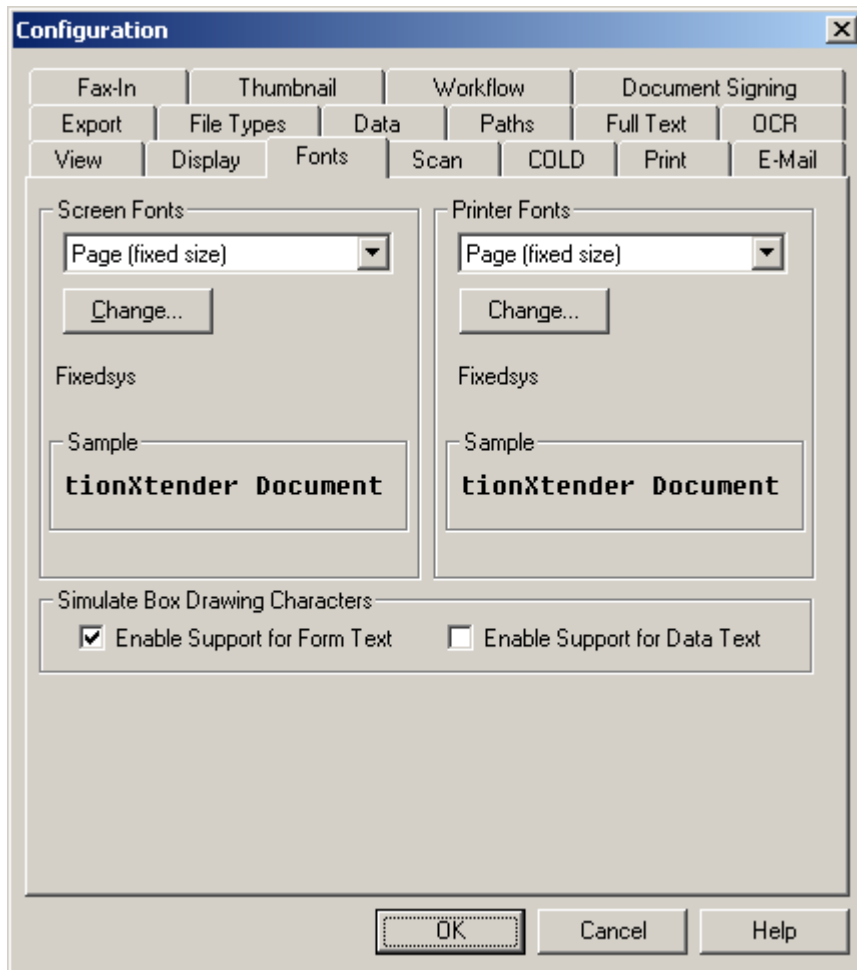 Configuration
Fax-In Thumbnail Workflow Document Signing
Export File Types Data Paths Full Text OCR
View Display Fonts Scan COLD Print E-Mail
Screen Fonts
Page (fixed size)
Change...
Fixedsys
Sample
tionXtender Document
Printer Fonts
Page (fixed size)
Change...
Fixedsys
Sample
tionXtender Document
Simulate Box Drawing Characters
Enable Support for Form Text Enable Support for Data Text
OK Cancel Help